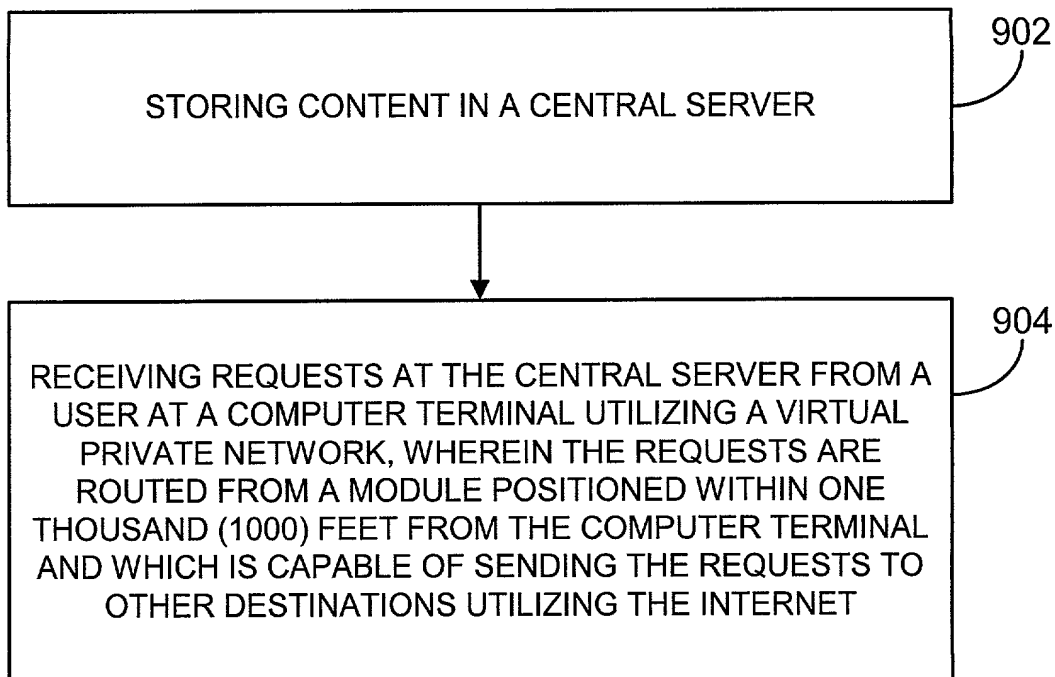 902
STORING CONTENT IN A CENTRAL SERVER
904
RECEIVING REQUESTS AT THE CENTRAL SERVER FROM A
USER AT A COMPUTER TERMINAL UTILIZING A VIRTUAL
PRIVATE NETWORK, WHEREIN THE REQUESTS ARE
ROUTED FROM A MODULE POSITIONED WITHIN ONE
THOUSAND (1000) FEET FROM THE COMPUTER TERMINAL
AND WHICH IS CAPABLE OF SENDING THE REQUESTS TO
OTHER DESTINATIONS UTILIZING THE INTERNET